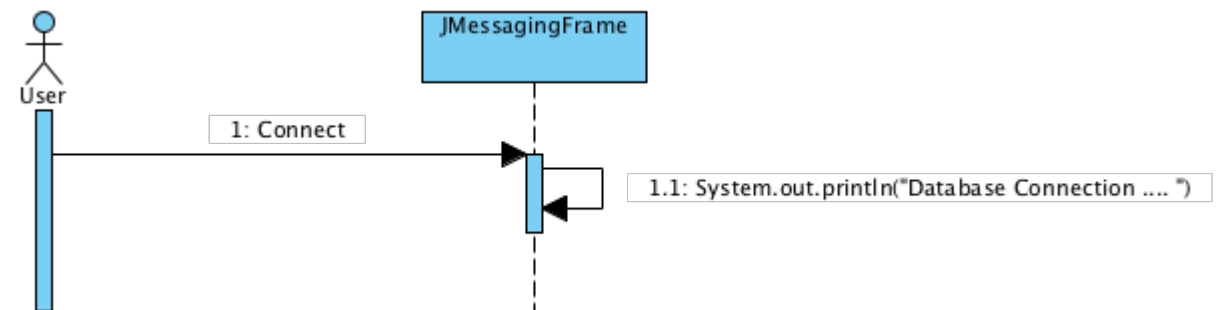 JMessagingFrame
User
1: Connect
1.1: System.out.println("Database Connection .... ")